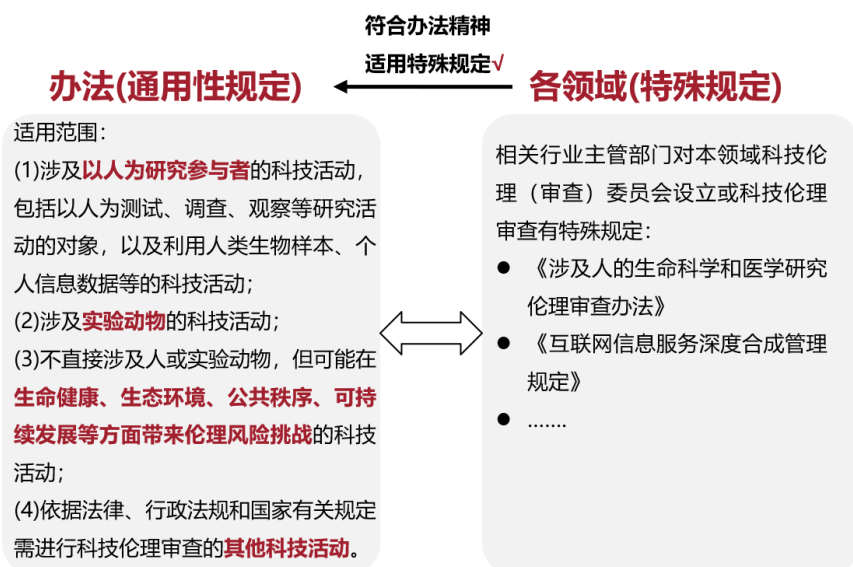 符合办法精神
适用特殊规定√
办法(通用性规定)
各领域(特殊规定)
适用范围：
(1)涉及以人为研究参与者的科技活动，
包括以人为测试、调查、观察等研究活
动的对象，以及利用人类生物样本、个
人信息数据等的科技活动；
(2)涉及实验动物的科技活动；
(3)不直接涉及人或实验动物，但可能在
生命健康、生态环境、公共秩序、可持
续发展等方面带来伦理风险挑战的科技
活动；
(4)依据法律、行政法规和国家有关规定
需进行科技伦理审查的其他科技活动。
相关行业主管部门对本领域科技伦
理（审查）委员会设立或科技伦理
审查有特殊规定：
● 《涉及人的生命科学和医学研究
伦理审查办法》
● 《互联网信息服务深度合成管理
规定》
● .......